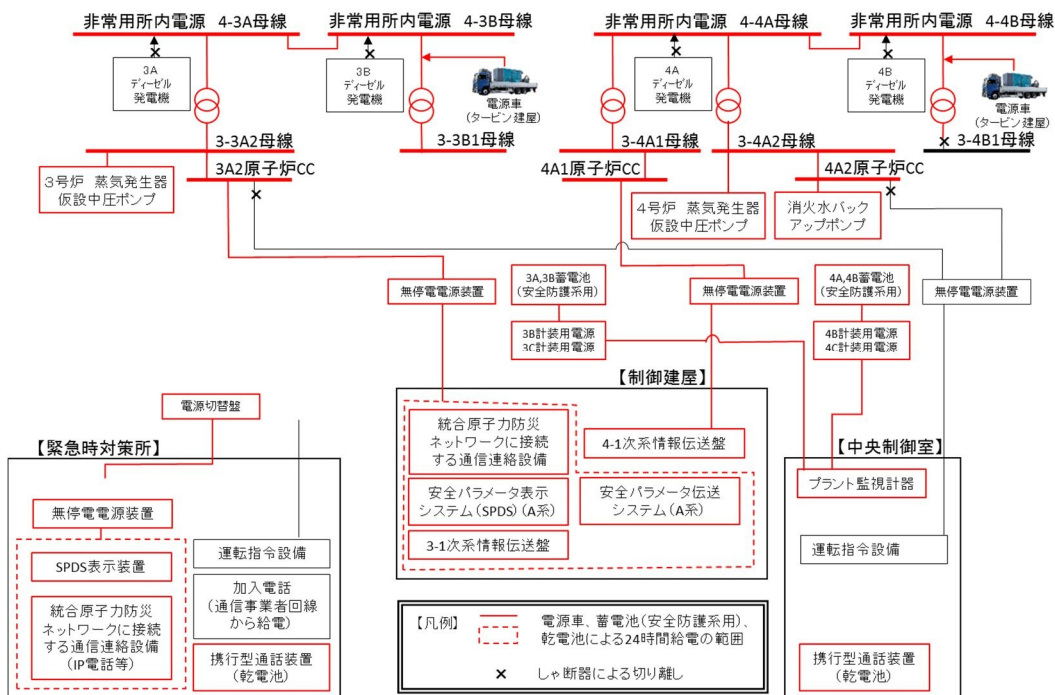 非常用所内電源 4-3A母線
非常用所内電源 4-3B母線
非常用所内電源 4-4A母線
非常用所内電源 4-4B母線
3A
ディーゼル
発電機
3B
ディーゼル
発電機
電源車
(タービン建屋)
4A
ディーゼル
発電機
4B
ディーゼル
発電機
電源車
(タービン建屋)
3-3A2母線
3-3B1母線
3-4A1母線
3-4A2母線
3-4B1母線
3A2原子炉CC
4A1原子炉CC
4A2原子炉CC
3号炉 蒸気発生器
仮設中圧ポンプ
4号炉 蒸気発生器
仮設中圧ポンプ
消火水バック
アップポンプ
無停電電源装置
3A,3B蓄電池
(安全防護系用)
無停電電源装置
4A,4B蓄電池
(安全防護系用)
無停電電源装置
3B計装用電源
3C計装用電源
4B計装用電源
4C計装用電源
【制御建屋】
電源切替盤
統合原子力防災
ネットワークに接続
する通信連絡設備
4-1次系情報伝送盤
安全パラメータ表示
システム(SPDS)(A系)
安全パラメータ伝送
システム(A系)
3-1次系情報伝送盤
【緊急時対策所】
無停電電源装置
SPDS表示装置
統合原子力防災
ネットワークに接続
する通信連絡設備
(IP電話等)
運転指令設備
加入電話
(通信事業者回線
から給電)
携行型通話装置
(乾電池)
【中央制御室】
プラント監視計器
運転指令設備
携行型通話装置
(乾電池)
【凡例】
電源車、蓄電池(安全防護系用)、
乾電池による24時間給電の範囲
× しゃ断器による切り離し